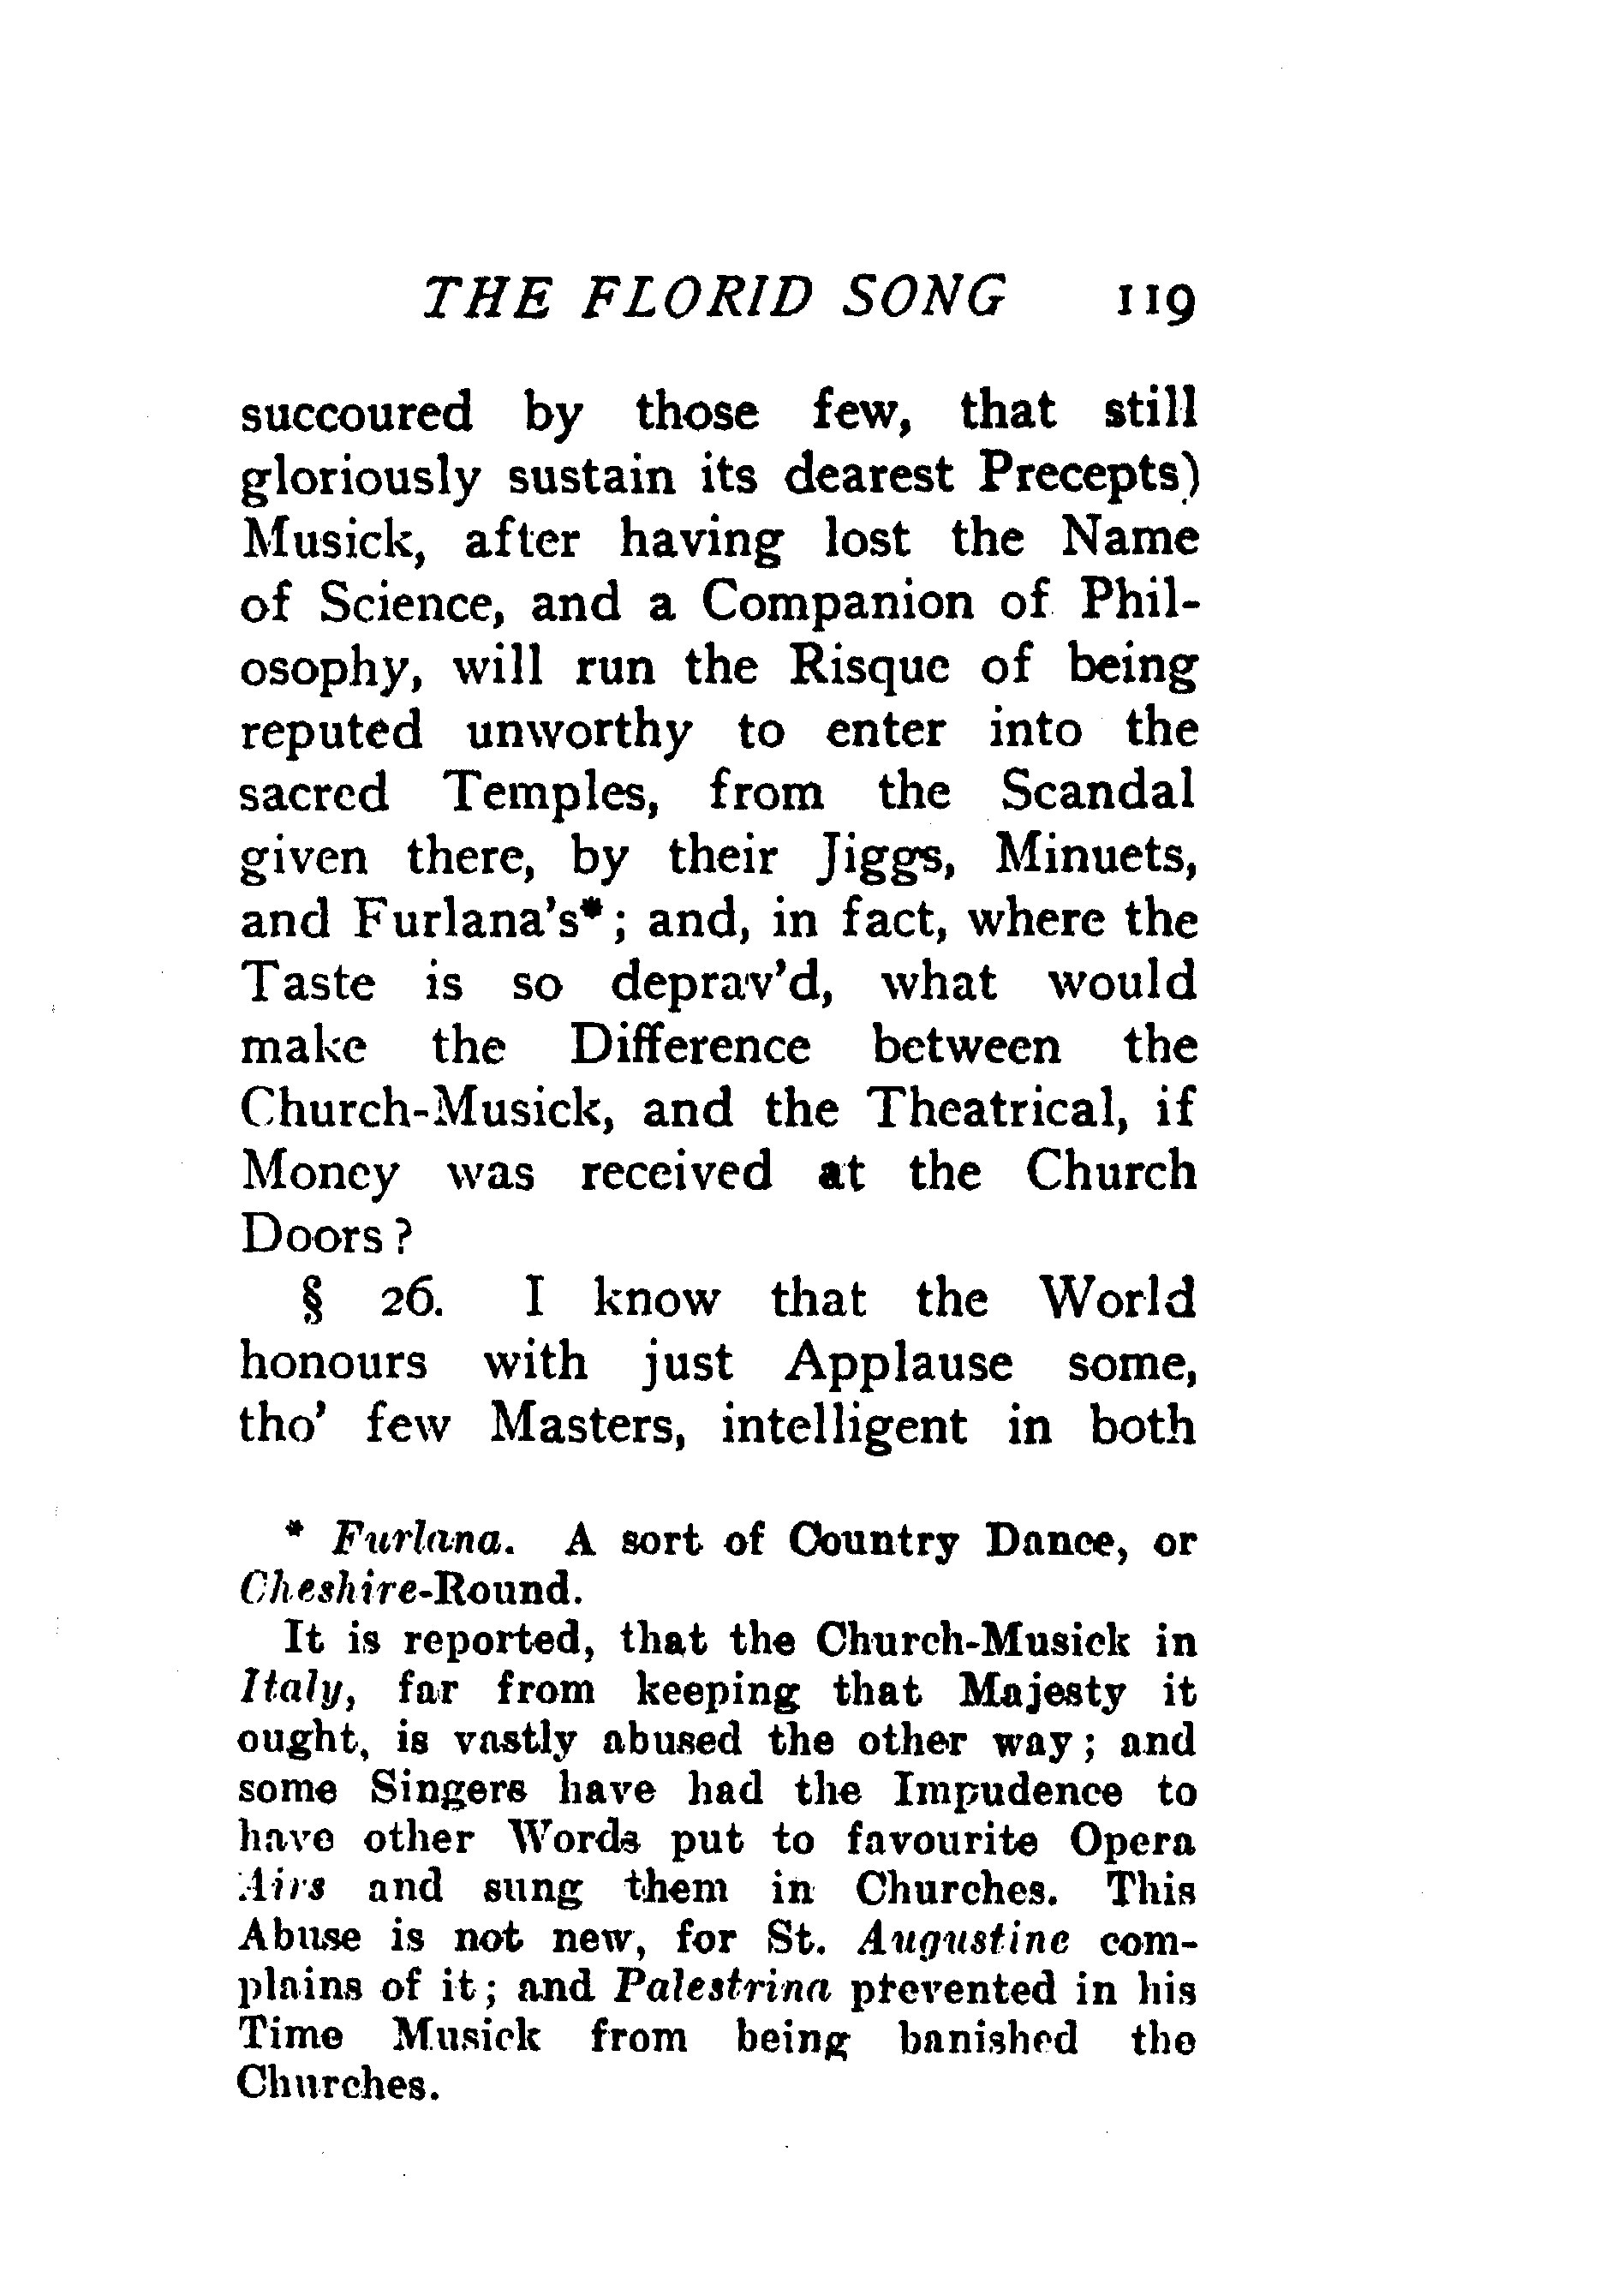 THE FLORID SONG 119
succoured by those few, that still
gloriously sustain its dearest Precepts)
Musick, after having lost the Name
of Science, and a Companion of Phil-
osophy, will run the Risque of being
reputed unworthy to enter into the
sacred Temples, from the Scandal
given there, by their Jiggs, Minuets,
and Furlana's*; and, in fact, where the
Taste is so deprav'd, what would
make the Difference between the
Church-Musick, and the Theatrical, if
Money was received at the Church
Doors?
§ 26. I know that the World
honours with just Applause some,
tho' few Masters, intelligent in both
* Furlana. A sort of Country Dance, or
Cheshire-Round.
It is reported, that the Church-Musick in
Italy, far from keeping that Majesty it
ought, is vastly abused the other way; and
some Singers have had the Impudence to
have other Words put to favourite Opera
Airs and sung them in Churches. This
Abuse is not new, for St. Augustine com-
plains of it; and Palestrina prevented in his
Time Musick from being banished the
Churches.